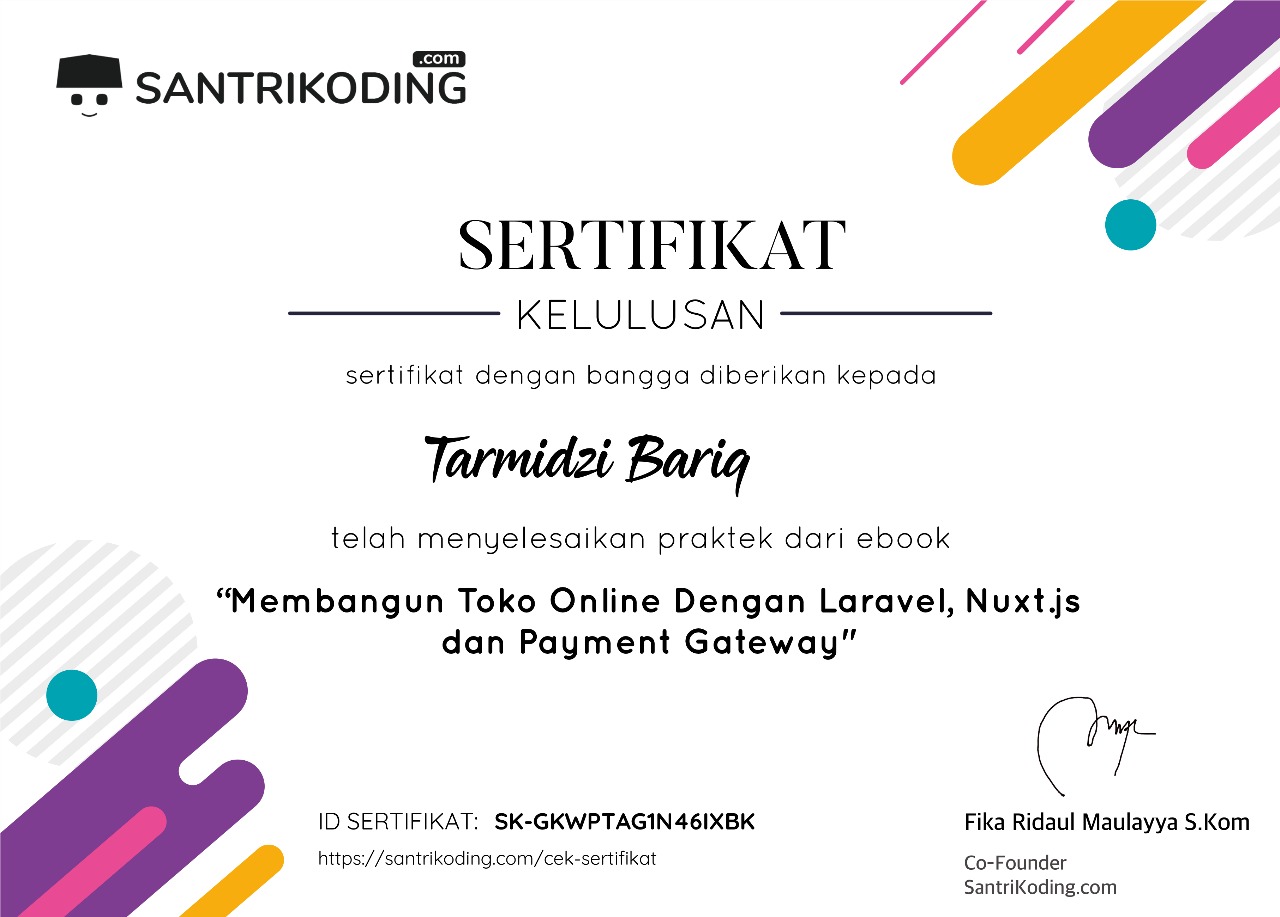 SANTRIKODING .com
SERTIFIKAT
KELULUSAN
sertifikat dengan bangga diberikan kepada
Tarmidzi Bariq
telah menyelesaikan praktek dari ebook
“Membangun Toko Online Dengan Laravel, Nuxt.js
dan Payment Gateway"
ID SERTIFIKAT: SK-GKWPTAG1N46IXBK
https://santrikoding.com/cek-sertifikat
Fika Ridaul Maulayya S.Kom
Co-Founder
SantriKoding.com